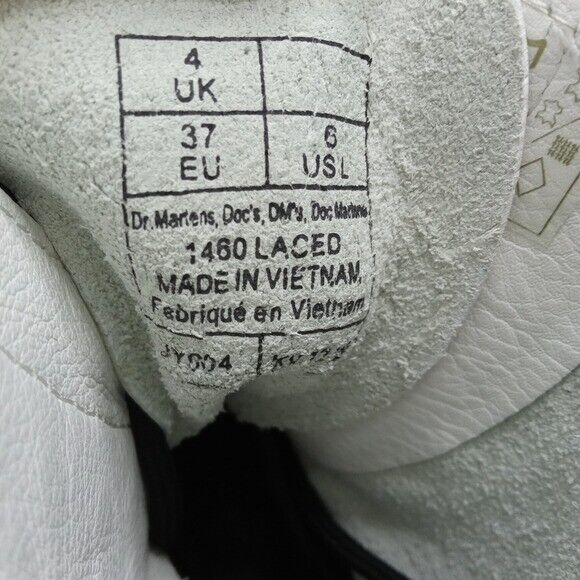 4
UK
37 6
EU USL
Dr. Martens, Doc's, DM's, Doc Martens
1460 LACED
MADE IN VIETNAM,
Fabriqué en Vietnam